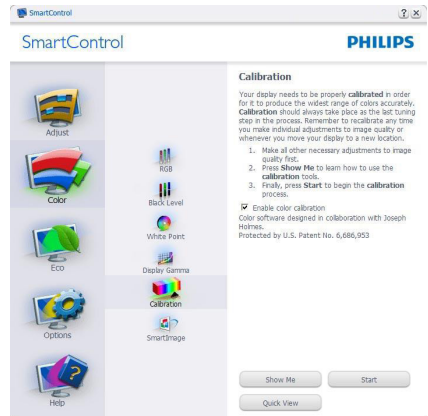 SmartControl
SmartControl
PHILIPS
Adjust
Color
Eco
Options
Help
RGB
Black Level
White Point
Display Gamma
Calibration
SmartImage
Calibration
Your display needs to be properly calibrated in order
for it to produce the widest range of colors accurately.
Calibration should always take place as the last tuning
step in the process. Remember to recalibrate any time
you make individual adjustments to image quality or
whenever you move your display to a new location.
1. Make all other necessary adjustments to image
quality first.
2. Press Show Me to learn how to use the
calibration tools.
3. Finally, press Start to begin the calibration
process.
Enable color calibration
Color software designed in collaboration with Joseph
Holmes.
Protected by U.S. Patent No. 6,686,953
Show Me
Start
Quick View